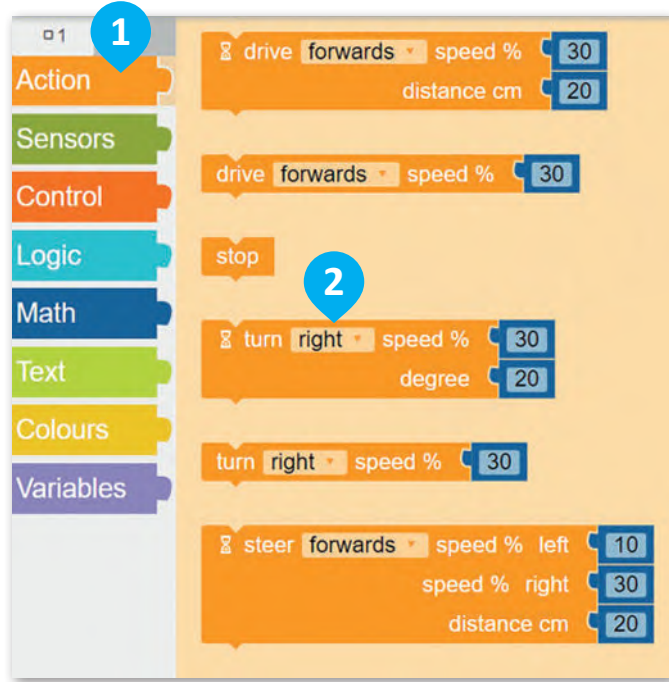 1
1
Action
Sensors
Control
Logic
Math
Text
Colours
Variables
drive forwards speed % 30
distance cm 20
drive forwards speed % 30
stop
2
turn right speed % 30
degree 20
turn right speed % 30
steer forwards speed % left 10
speed % right 30
distance cm 20